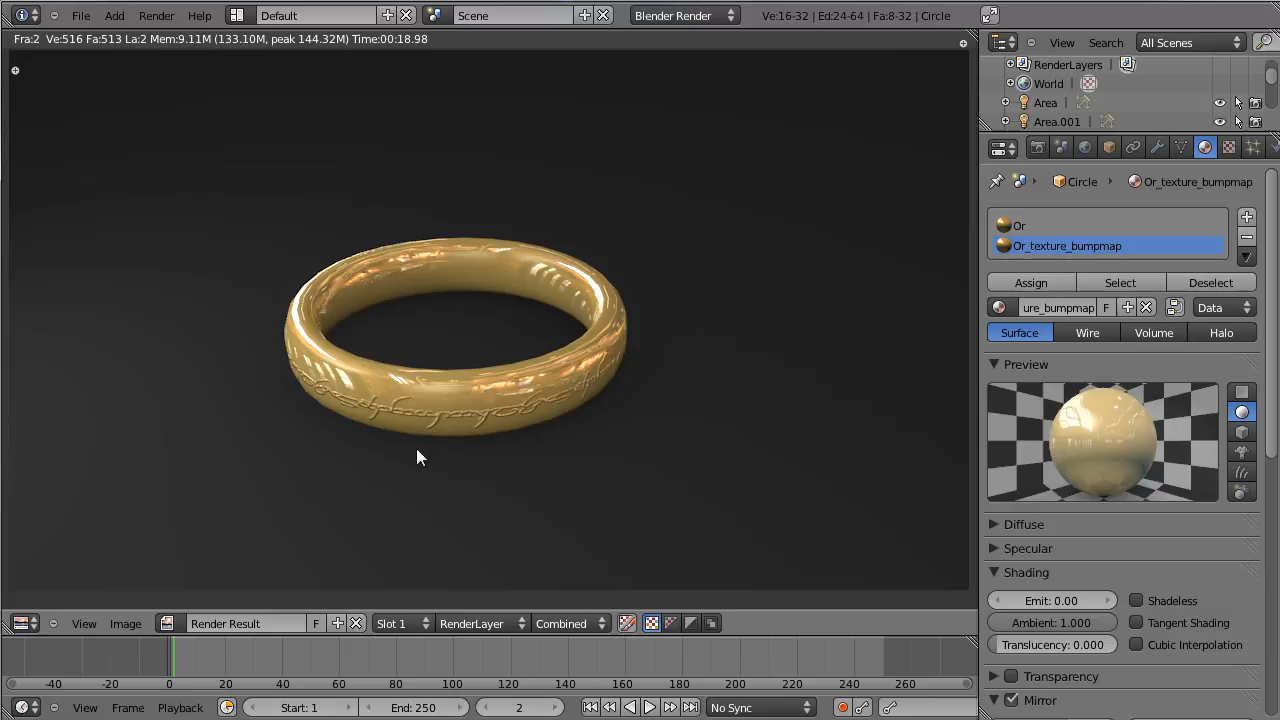 File Add Render Help Default Scene Blender Render Ve:16-32 | Ed:24-64 | Fa:8-32 | Circle
Fra:2 Ve:516 Fa:513 La:2 Mem:9.11M (133.10M, peak 144.32M) Time:00:18.98
View Search All Scenes
RenderLayers
World
Area
Area.001
Circle Or_texture_bumpmap
Or
Or_texture_bumpmap
Assign Select Deselect
ure_bumpmap F Data
Surface Wire Volume Halo
Preview
Diffuse
Specular
Shading
Emit: 0.00 Shadeless
Ambient: 1.000 Tangent Shading
Translucency: 0.000 Cubic Interpolation
Transparency
Mirror
View Image Render Result F Slot 1 RenderLayer Combined
-40 -20 0 20 40 60 80 100 120 140 160 180 200 220 240 260
View Frame Playback Start: 1 End: 250 2 No Sync